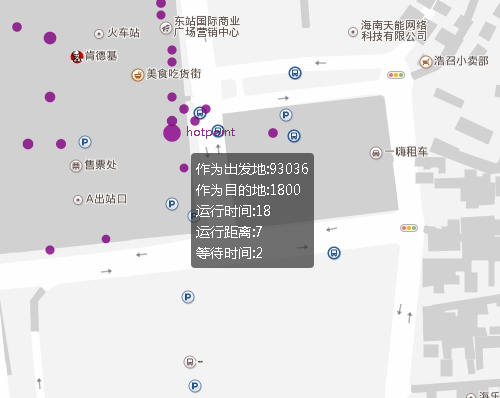 东站国际商业
广场营销中心
火车站
海南天能网络
科技有限公司
肯德基
美食吃货街
浩召小卖部
P
hotpoint
P
一嗨租车
售票处
作为出发地:93036
作为目的地:1800
运行时间:18
运行距离:7
等待时间:2
A出站口
P
P
P
P
海乐